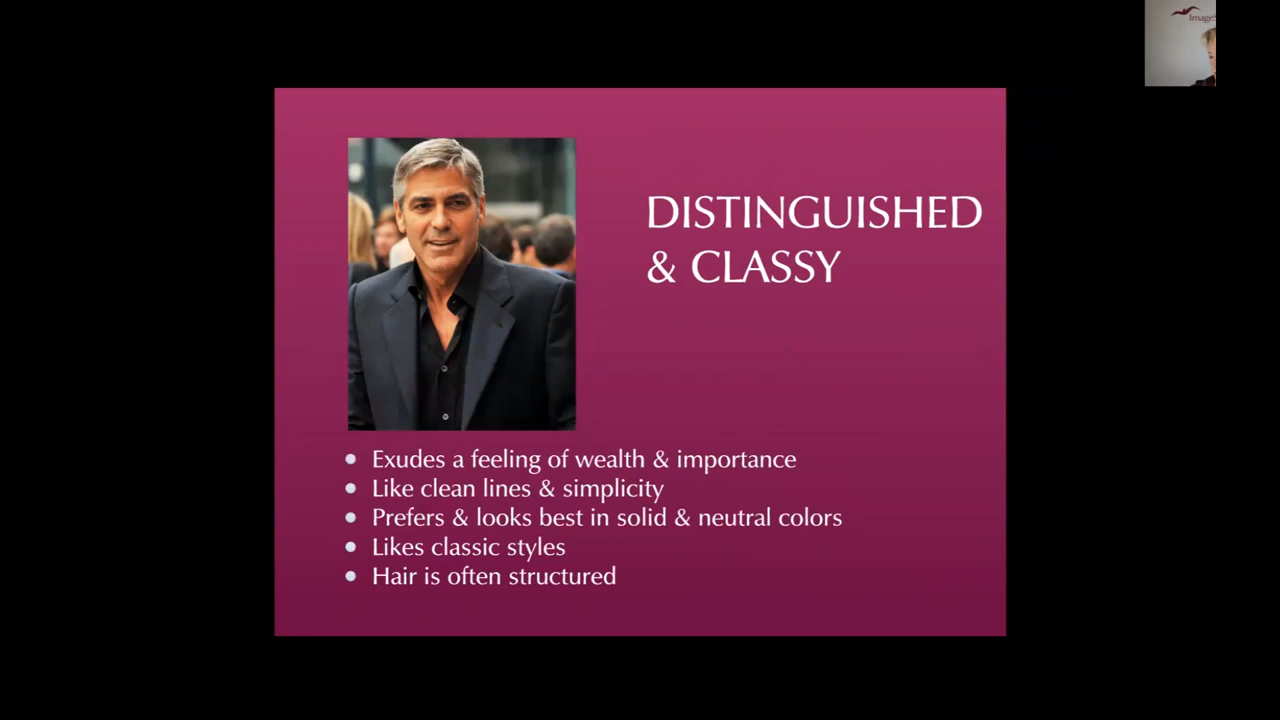 ImageS
DISTINGUISHED
& CLASSY
Exudes a feeling of wealth & importance
Like clean lines & simplicity
Prefers & looks best in solid & neutral colors
Likes classic styles
Hair is often structured